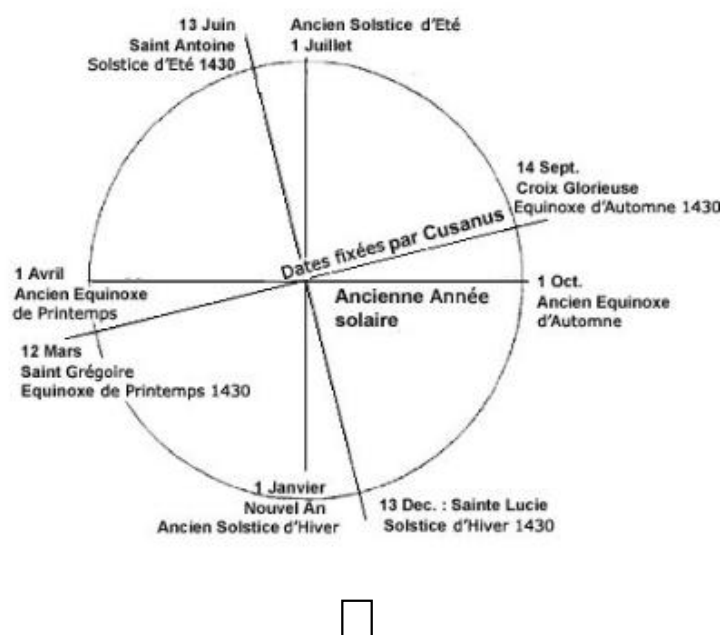 13 Juin
Saint Antoine
Solstice d'Eté 1430
Ancien Solstice d'Eté
1 Juillet
14 Sept.
Croix Glorieuse
Equinoxe d'Automne 1430
Dates fixées par Cusanus
1 Avril
Ancien Equinoxe
de Printemps
Ancienne Année
solaire
1 Oct.
Ancien Equinoxe
d'Automne
12 Mars
Saint Grégoire
Equinoxe de Printemps 1430
1 Janvier
Nouvel Ãn
Ancien Solstice d'Hiver
13 Dec. : Sainte Lucie
Solstice d'Hiver 1430